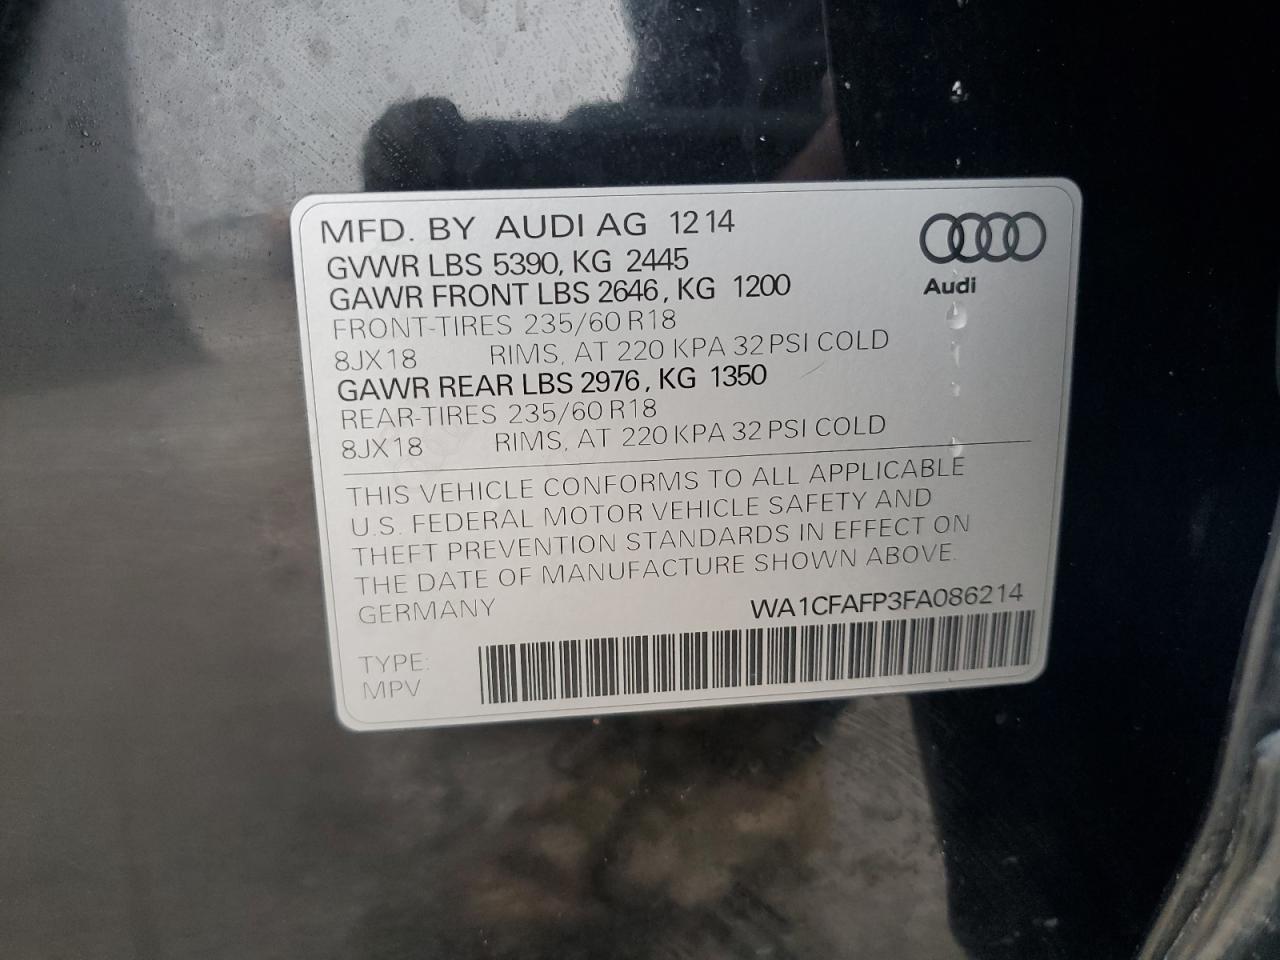 MFD. BY AUDI AG 12 14
GVWR LBS 5390, KG 2445
GAWR FRONT LBS 2646, KG 1200
FRONT-TIRES 235/60 R18
8JX18 RIMS, AT 220 KPA 32 PSI COLD
GAWR REAR LBS 2976, KG 1350
REAR-TIRES 235/60 R18
8JX18 RIMS, AT 220 KPA 32 PSI COLD
Audi
THIS VEHICLE CONFORMS TO ALL APPLICABLE
U.S. FEDERAL MOTOR VEHICLE SAFETY AND
THEFT PREVENTION STANDARDS IN EFFECT ON
THE DATE OF MANUFACTURE SHOWN ABOVE.
GERMANY WA1CFAFP3FA086214
TYPE:
MPV